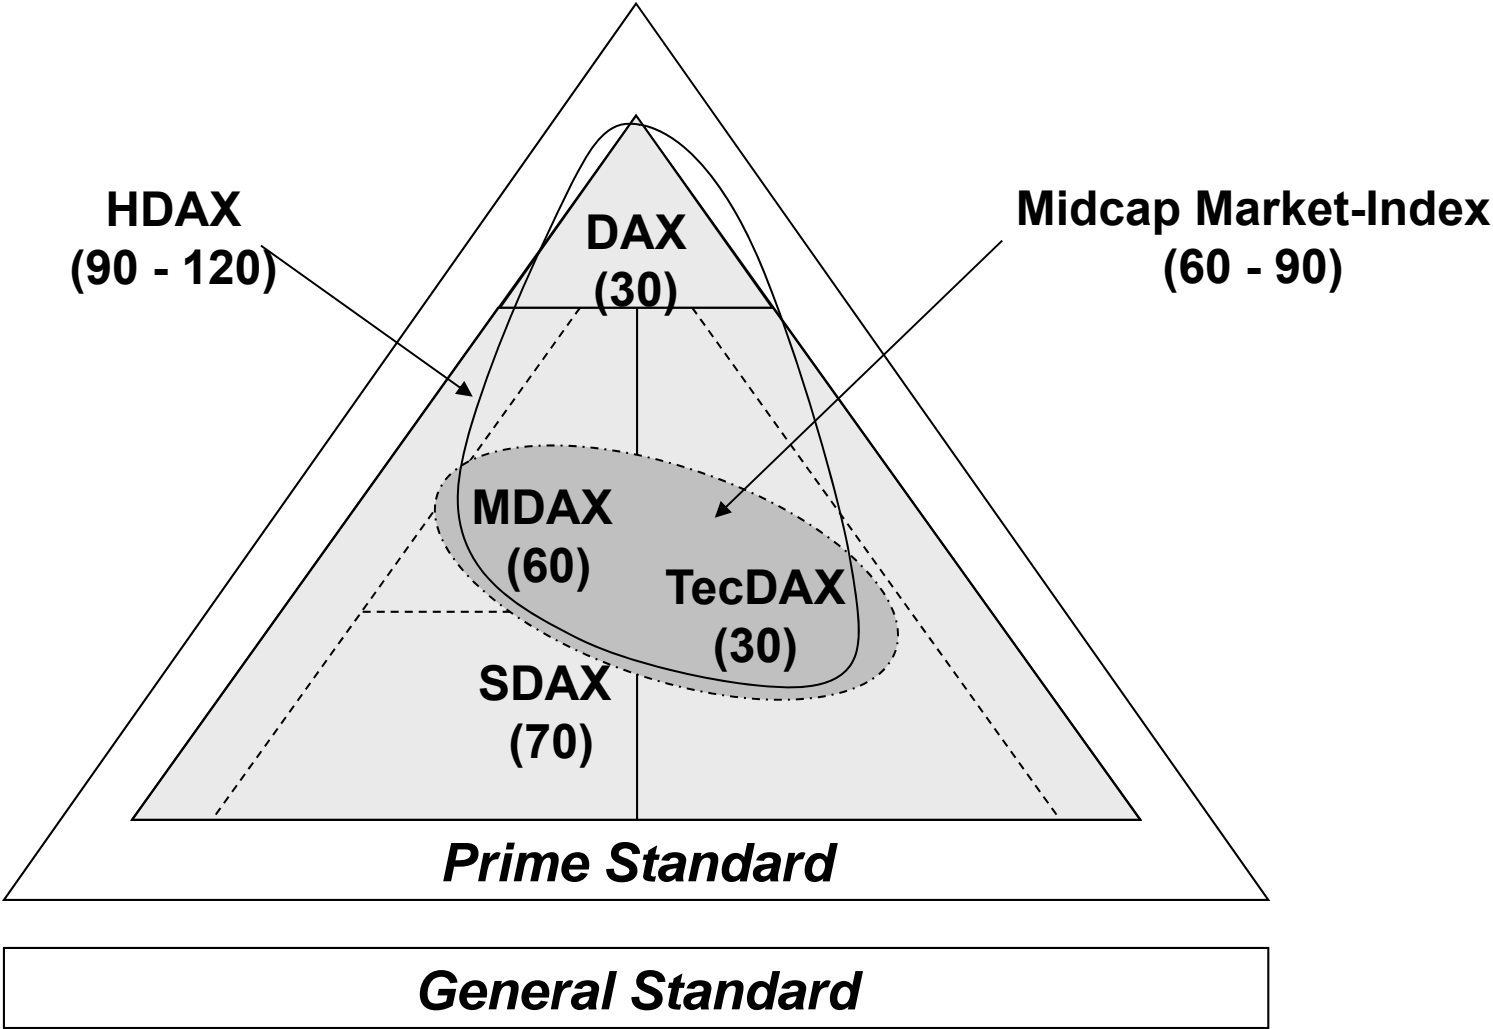 HDAX
(90 - 120)
Midcap Market-Index
(60 - 90)
DAX
(30)
MDAX
(60)
TecDAX
(30)
SDAX
(70)
Prime Standard
General Standard